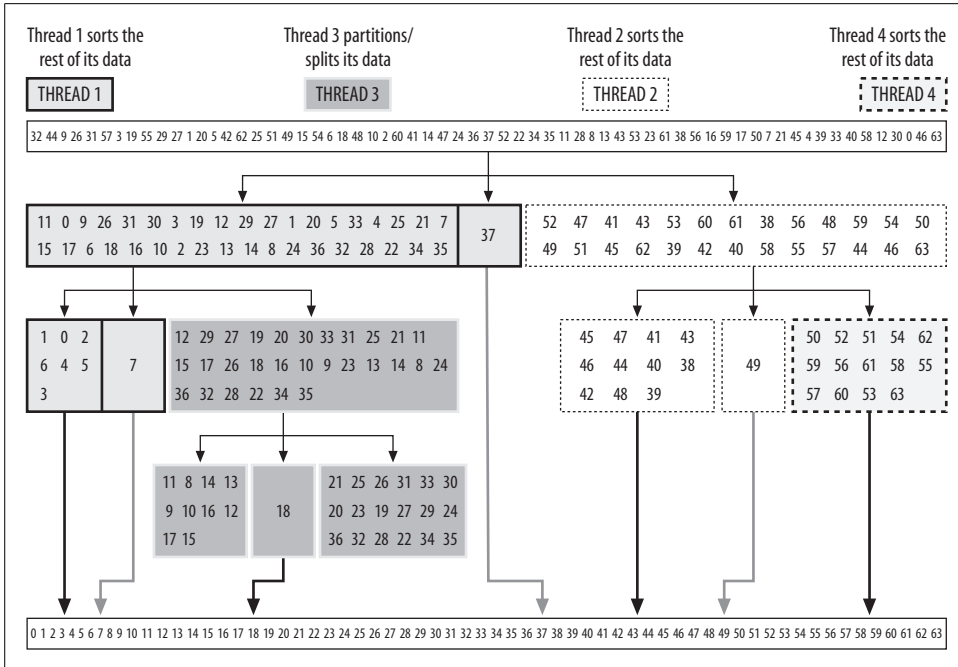 Thread 1 sorts the
rest of its data
THREAD 1
Thread 3 partitions/
splits its data
THREAD 3
Thread 2 sorts the
rest of its data
THREAD 2
Thread 4 sorts the
rest of its data
THREAD 4
32 44 9 26 31 57 3 19 55 29 27 1 20 5 42 62 25 51 49 15 54 6 18 48 10 2 60 41 14 47 24 36 37 52 22 34 35 11 28 8 13 43 53 23 61 38 56 16 59 17 50 7 21 45 4 39 33 40 58 12 30 0 46 63
11 0 9 26 31 30 3 19 12 29 27 1 20 5 33 4 25 21 7
15 17 6 18 16 10 2 23 13 14 8 24 36 32 28 22 34 35
37
52 47 41 43 53 60 61 38 56 48 59 54 50
49 51 45 62 39 42 40 58 55 57 44 46 63
1 0 2
6 4 5
3
7
12 29 27 19 20 30 33 31 25 21 11
15 17 26 18 16 10 9 23 13 14 8 24
36 32 28 22 34 35
45 47 41 43
46 44 40 38
42 48 39
49
50 52 51 54 62
59 56 61 58 55
57 60 53 63
11 8 14 13
9 10 16 12
17 15
18
21 25 26 31 33 30
20 23 19 27 29 24
36 32 28 22 34 35
0 1 2 3 4 5 6 7 8 9 10 11 12 13 14 15 16 17 18 19 20 21 22 23 24 25 26 27 28 29 30 31 32 33 34 35 36 37 38 39 40 41 42 43 44 45 46 47 48 49 50 51 52 53 54 55 56 57 58 59 60 61 62 63